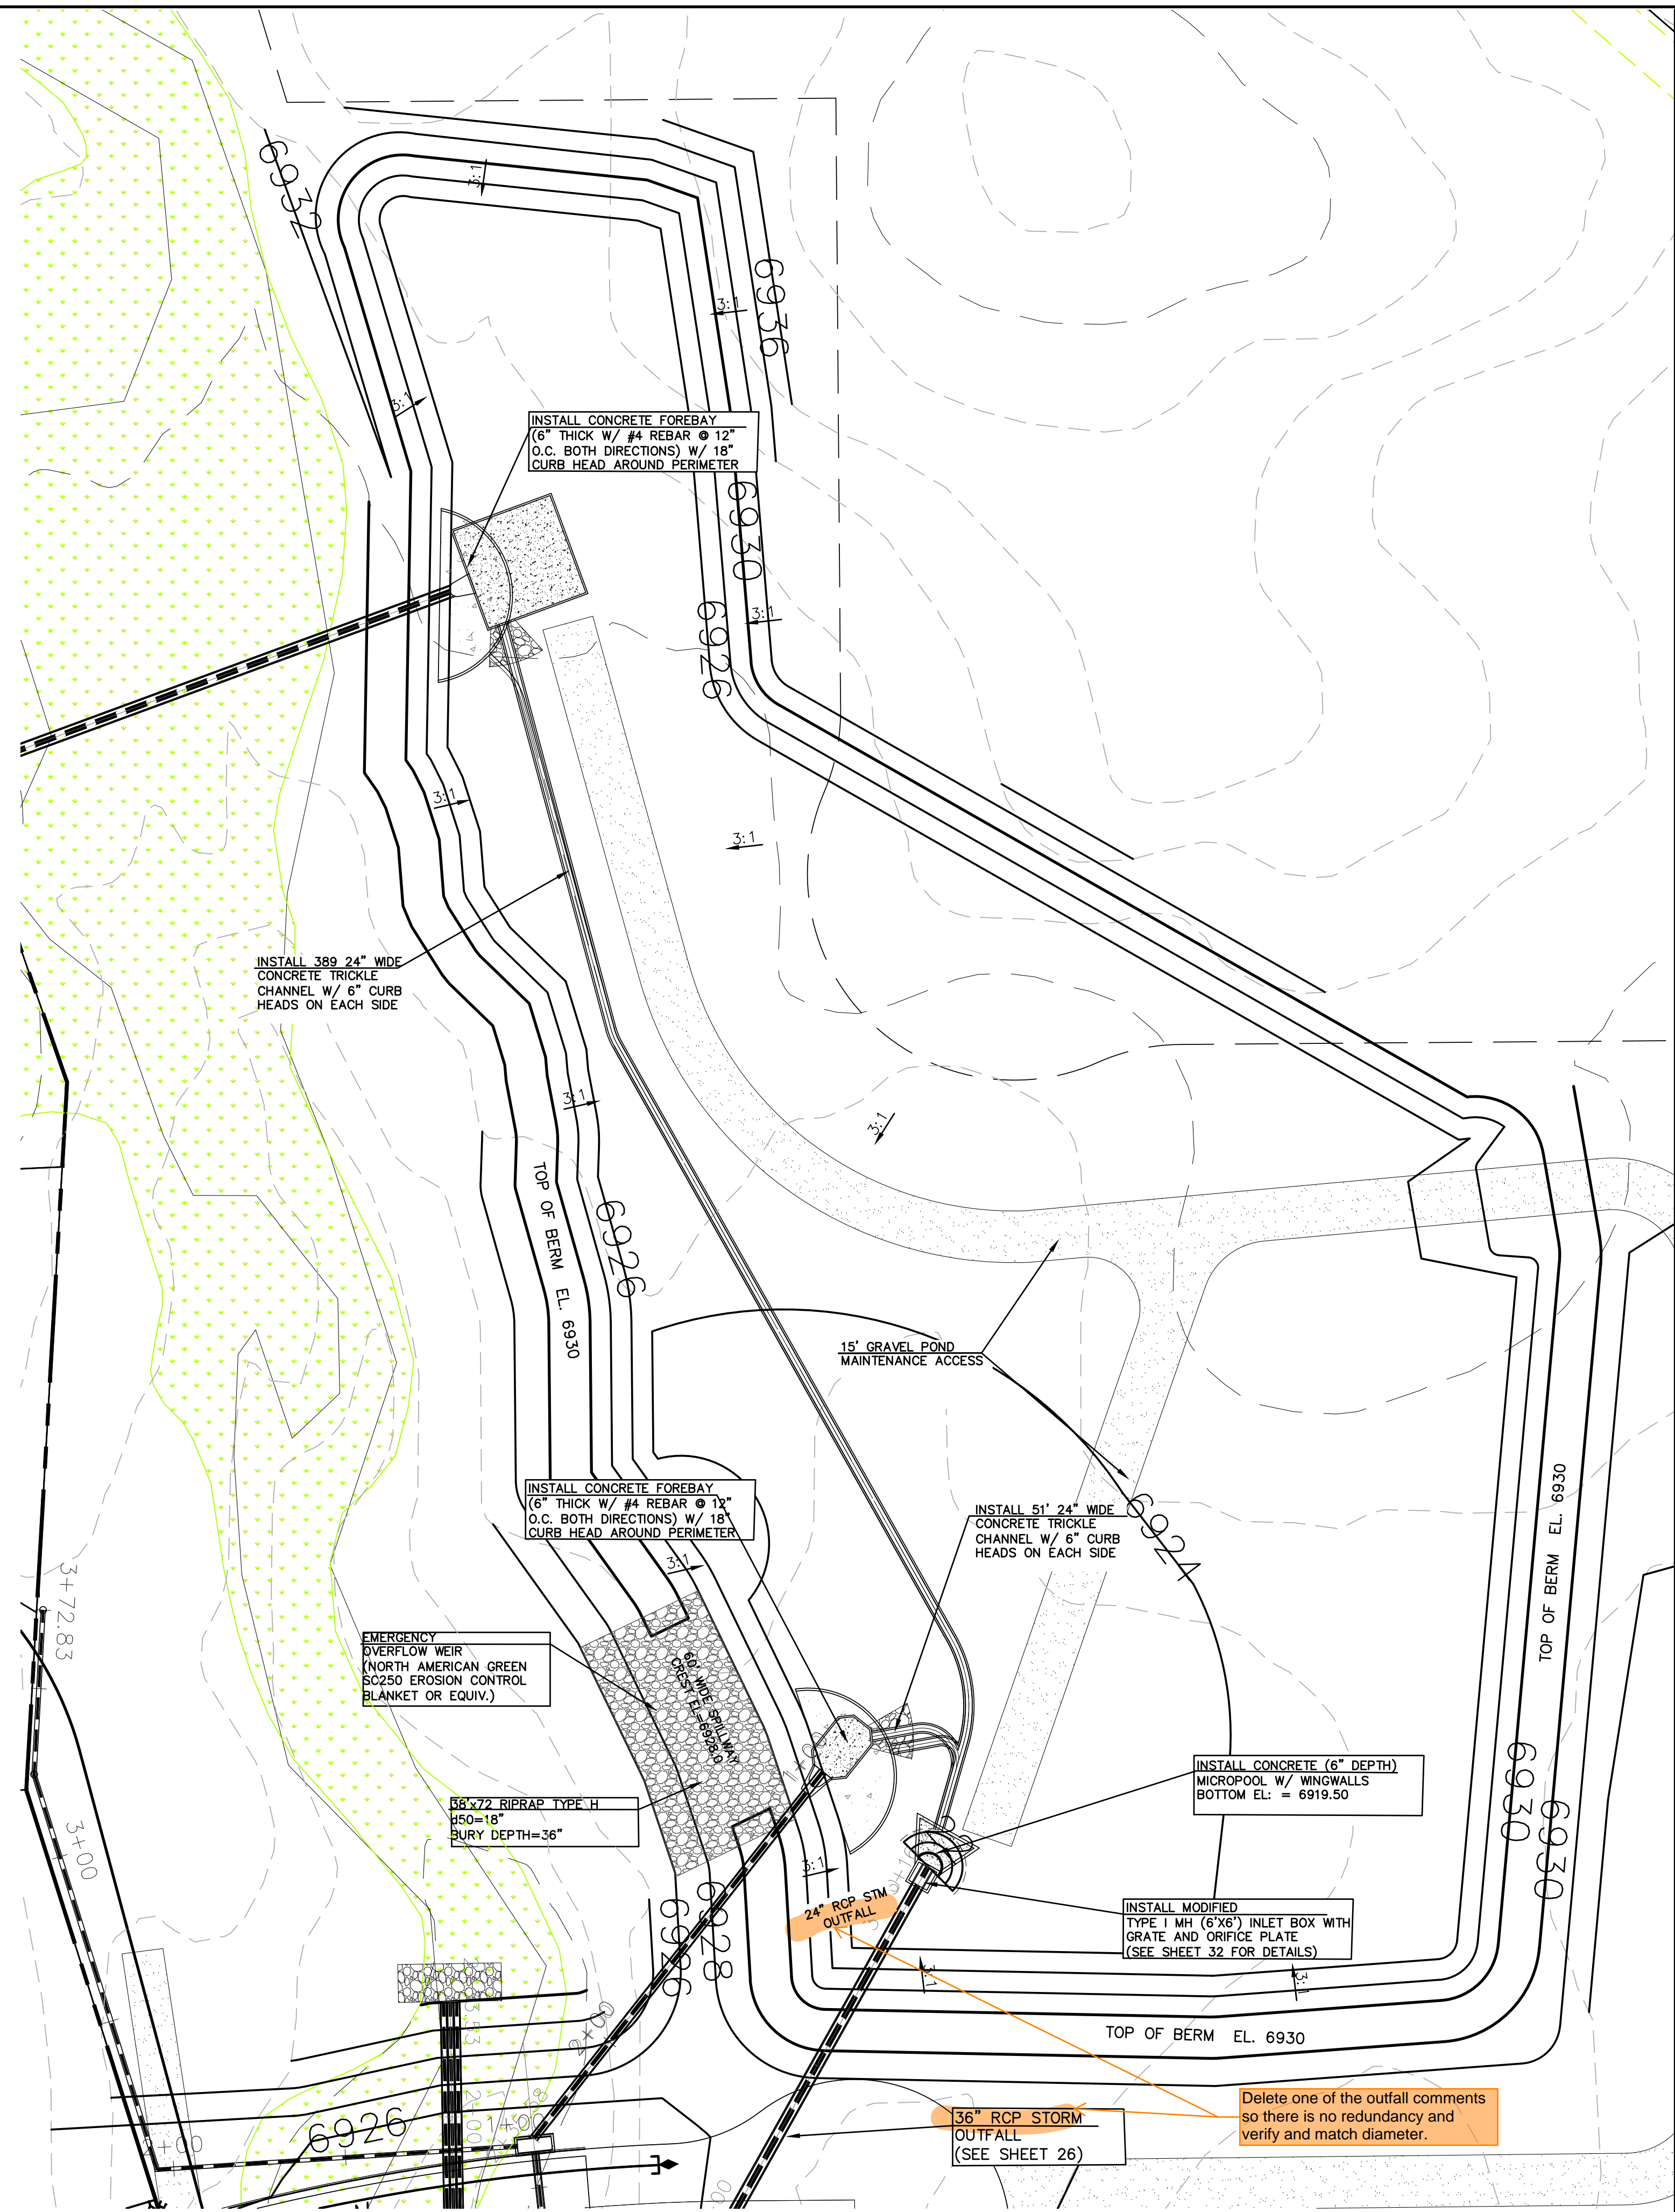 6932
3:1
6936
3:1
3:1
INSTALL CONCRETE FOREBAY
(6" THICK W/ #4 REBAR @ 12"
O.C. BOTH DIRECTIONS) W/ 18"
CURB HEAD AROUND PERIMETER
6930
6926
3:1
3:1
3:1
INSTALL 389 24" WIDE
CONCRETE TRICKLE
CHANNEL W/ 6" CURB
HEADS ON EACH SIDE
3:1
3:1
TOP OF BERM EL. 6930
6926
15' GRAVEL POND
MAINTENANCE ACCESS
INSTALL CONCRETE FOREBAY
(6" THICK W/ #4 REBAR @ 12"
O.C. BOTH DIRECTIONS) W/ 18"
CURB HEAD AROUND PERIMETER
INSTALL 51' 24" WIDE
CONCRETE TRICKLE
CHANNEL W/ 6" CURB
HEADS ON EACH SIDE
6921
TOP OF BERM EL. 6930
3:1
3+72.83
EMERGENCY
OVERFLOW WEIR
(NORTH AMERICAN GREEN
SC250 EROSION CONTROL
BLANKET OR EQUIV.)
60' WIDE SPILLWAY
CREST EL=6928.0
INSTALL CONCRETE (6" DEPTH)
MICROPOOL W/ WINGWALLS
BOTTOM EL: = 6919.50
38'x72 RIPRAP TYPE H
d50=18"
BURY DEPTH=36"
3+00
6930
6930
3:1
24" RCP STM
OUTFALL
INSTALL MODIFIED
TYPE I MH (6'X6') INLET BOX WITH
GRATE AND ORIFICE PLATE
(SEE SHEET 32 FOR DETAILS)
6926
6928
3:1
3:1
2+00
TOP OF BERM EL. 6930
6926
2+00
36" RCP STORM
OUTFALL
(SEE SHEET 26)
Delete one of the outfall comments
so there is no redundancy and
verify and match diameter.